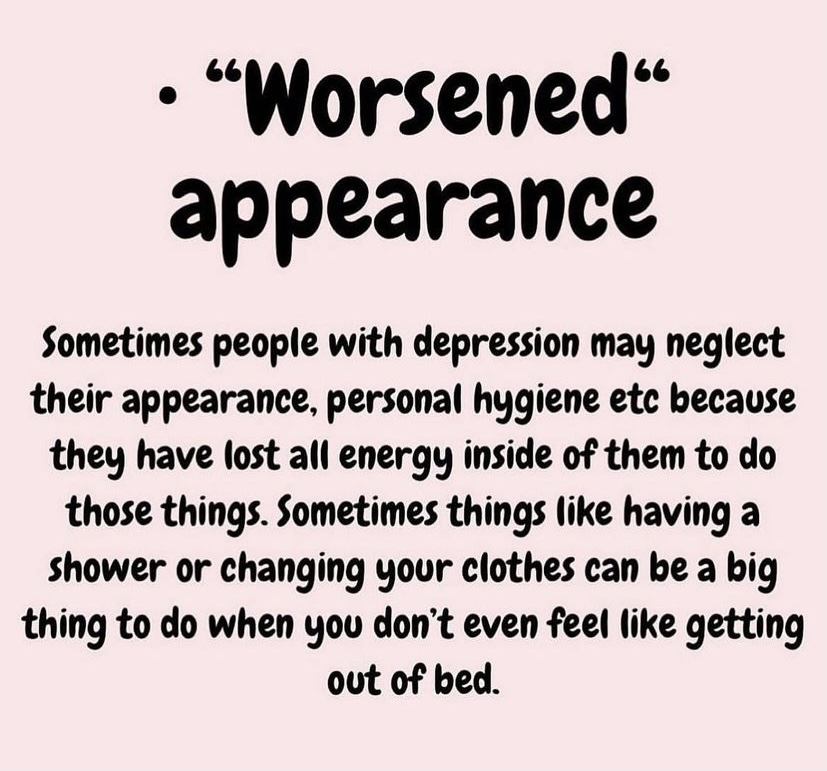 • “Worsened“
appearance
Sometimes people with depression may neglect
their appearance, personal hygiene etc because
they have lost all energy inside of them to do
those things. Sometimes things like having a
shower or changing your clothes can be a big
thing to do when you don’t even feel like getting
out of bed.